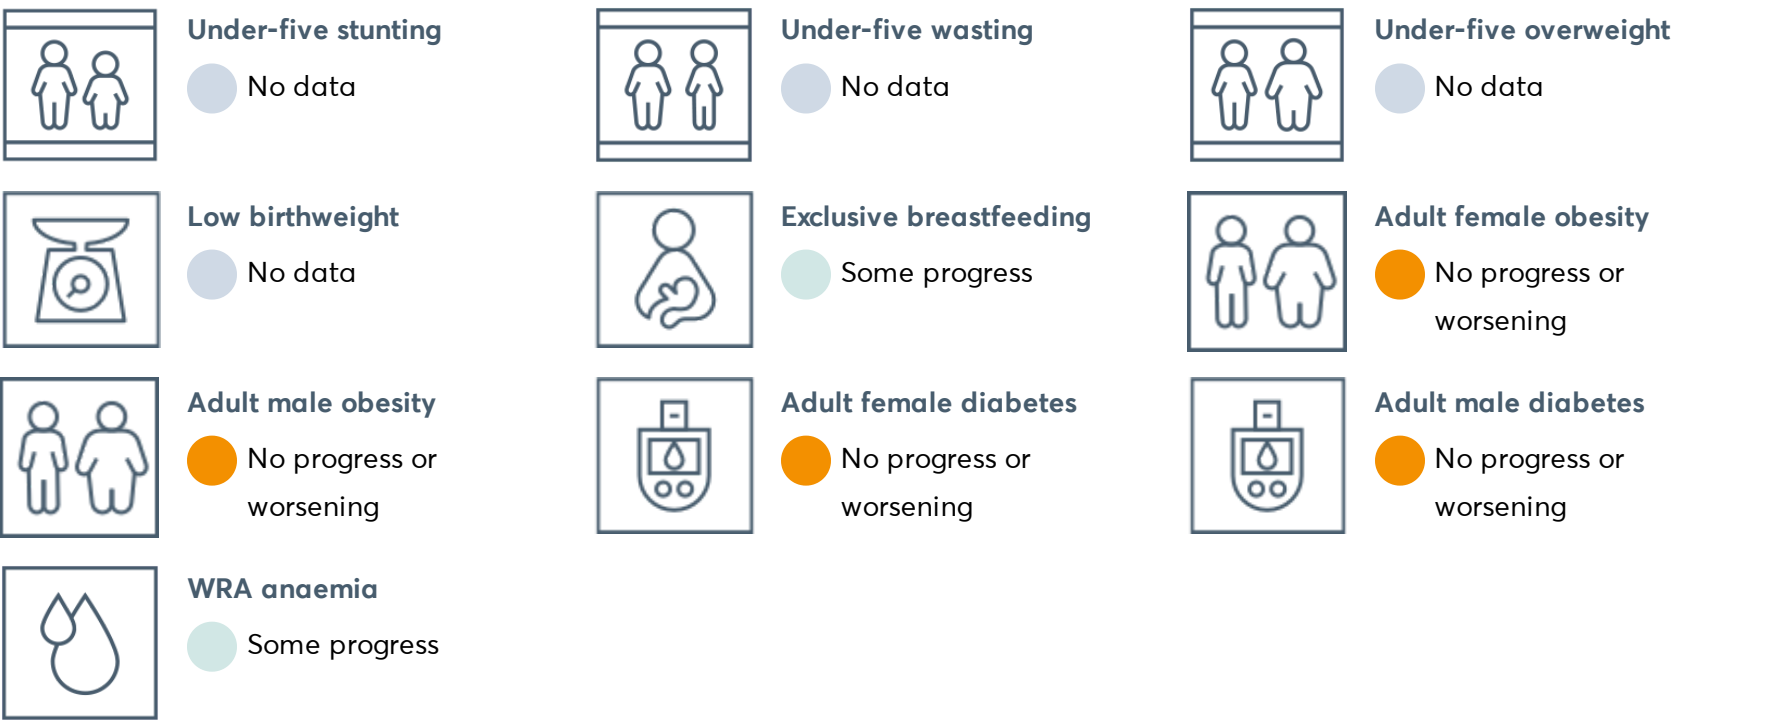 Under-five stunting
No data
Under-five wasting
No data
Under-five overweight
No data
Low birthweight
No data
Exclusive breastfeeding
Some progress
Adult female obesity
No progress or
worsening
Adult male obesity
No progress or
worsening
Adult female diabetes
No progress or
worsening
Adult male diabetes
No progress or
worsening
WRA anaemia
Some progress